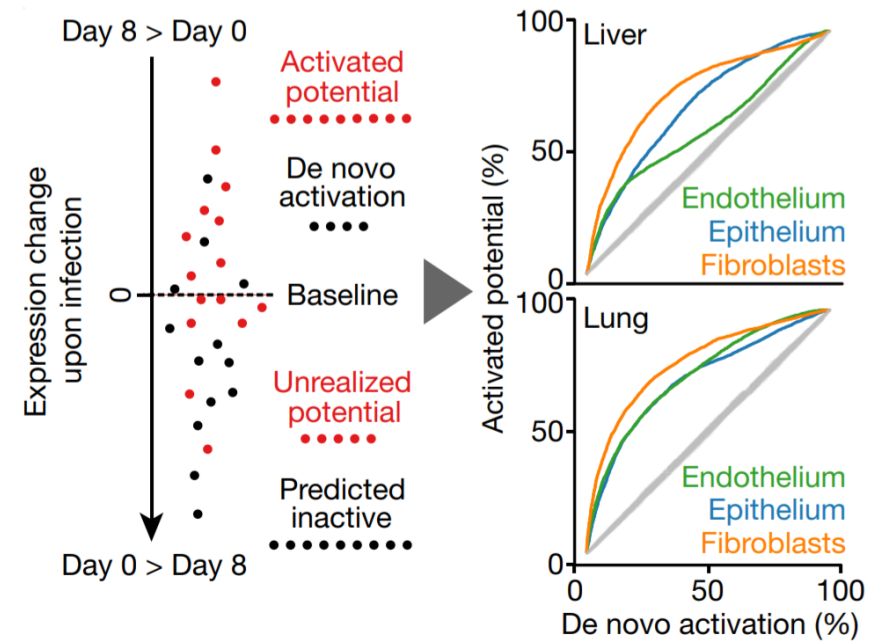 Day 8 > Day 0
Expression change
upon infection
0
Activated
potential
De novo
activation
Baseline
Unrealized
potential
Predicted
inactive
Day 0 > Day 8
Activated potential (%)
100
Liver
50
Endothelium
Epithelium
Fibroblasts
0
100
Lung
50
Endothelium
Epithelium
Fibroblasts
0
0 50 100
De novo activation (%)